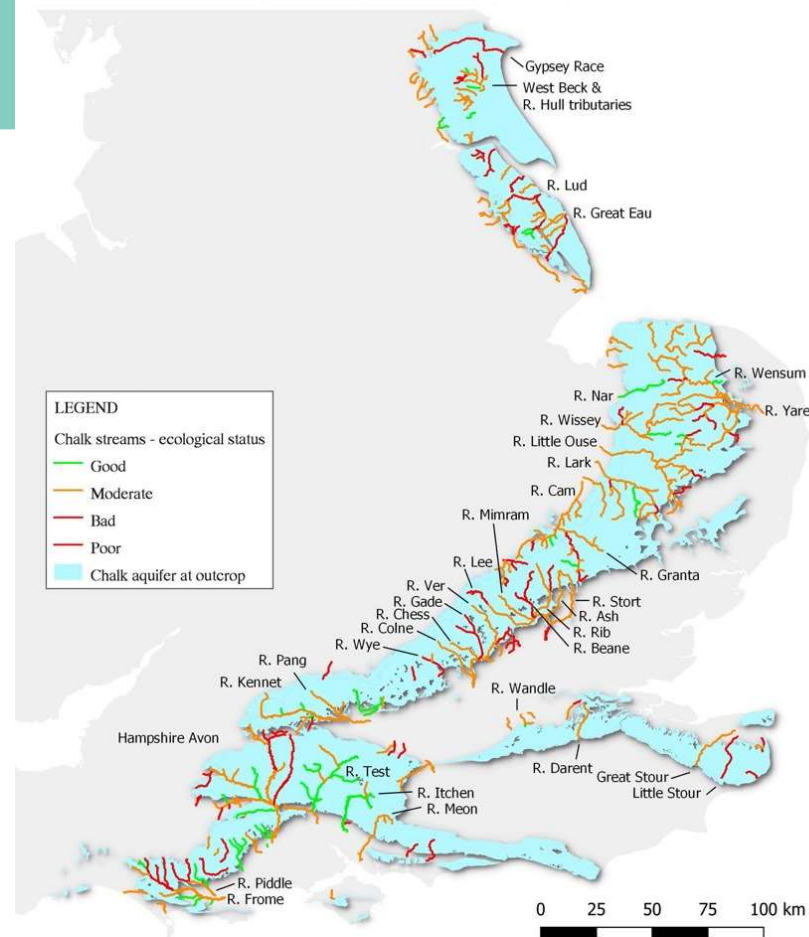 Gypsey Race
West Beck &
R. Hull tributaries
R. Lud
R. Great Eau
R. Wensum
R. Nar
R. Yare
R. Wissey
R. Little Ouse
R. Lark
R. Cam
R. Mimram
LEGEND
Chalk streams - ecological status
Good
Moderate
Bad
Poor
Chalk aquifer at outcrop
R. Lee
R. Granta
R. Ver
R. Gade
R. Stort
R. Chess
R. Ash
R. Colne
R. Rib
R. Wye
R. Beane
R. Pang
R. Kennet
R. Wandle
Hampshire Avon
R. Test
R. Darent
Great Stour
R. Itchen
Little Stour
R. Meon
R. Piddle
R. Frome
0 25 50 75 100 km